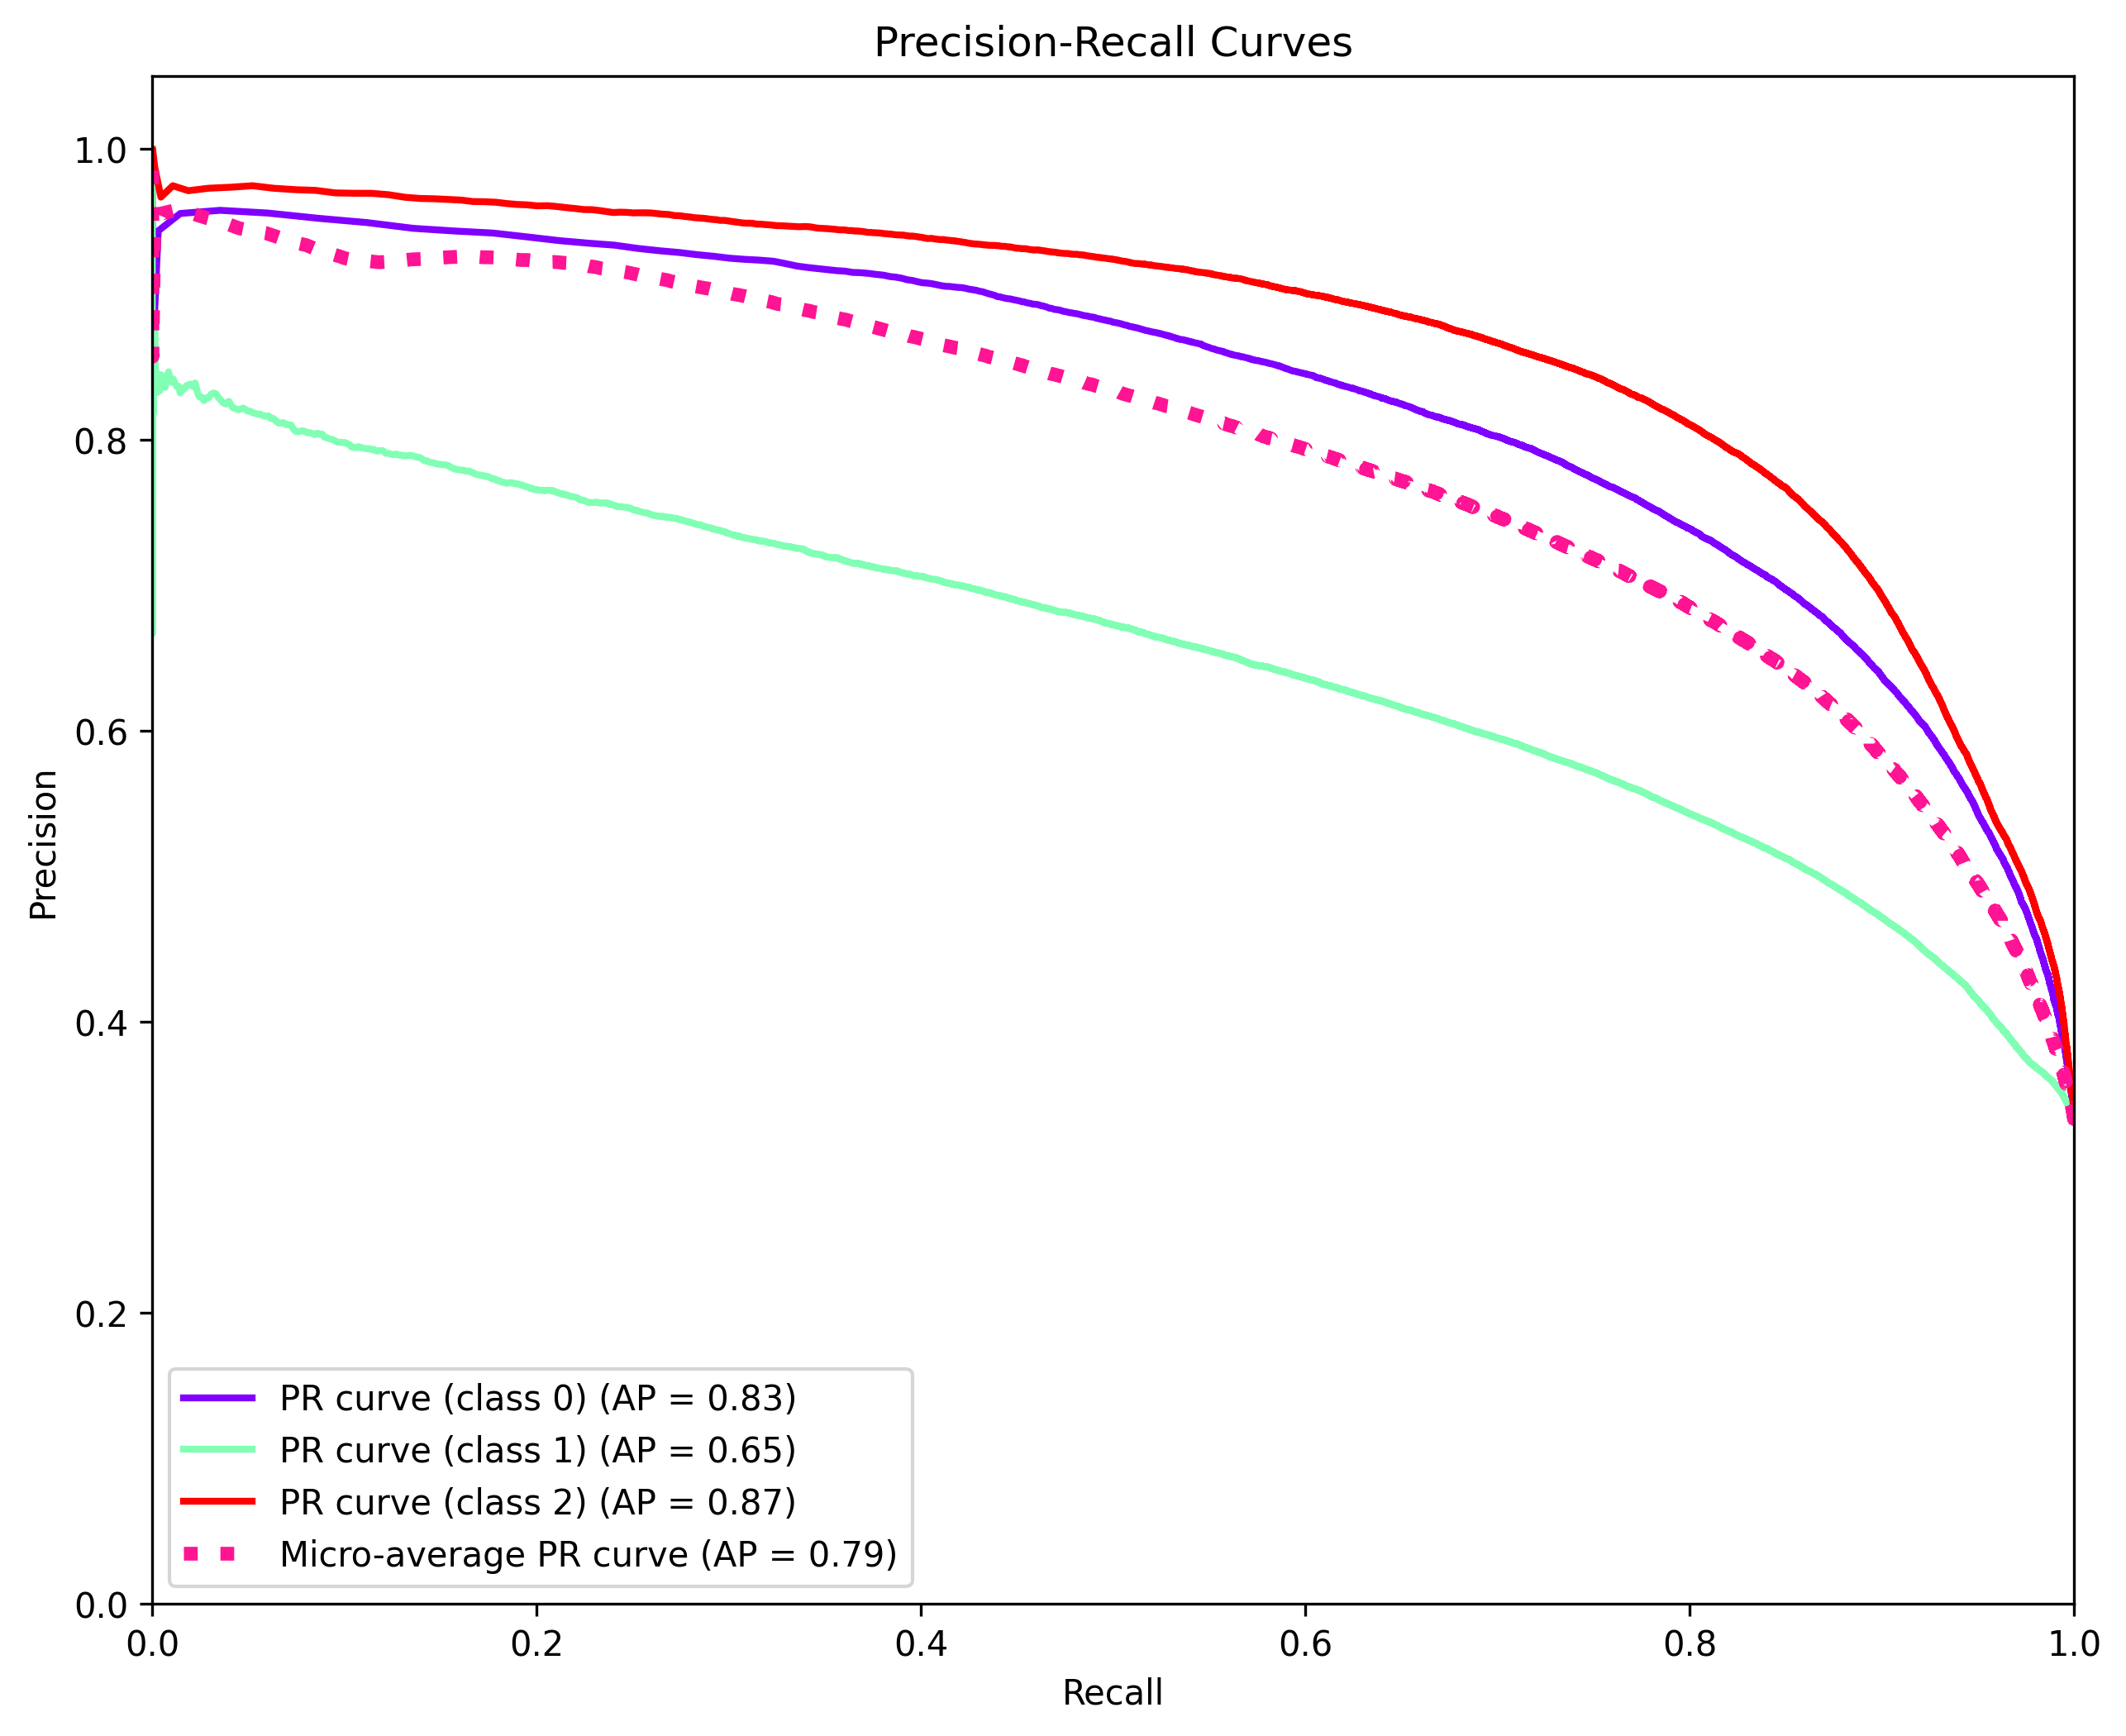 Precision-Recall Curves
1.0
0.8
0.6
0.4
0.2
0.0
Precision
PR curve (class 0) (AP = 0.83)
PR curve (class 1) (AP = 0.65)
PR curve (class 2) (AP = 0.87)
Micro-average PR curve (AP = 0.79)
0.0 0.2 0.4 0.6 0.8 1.0
Recall